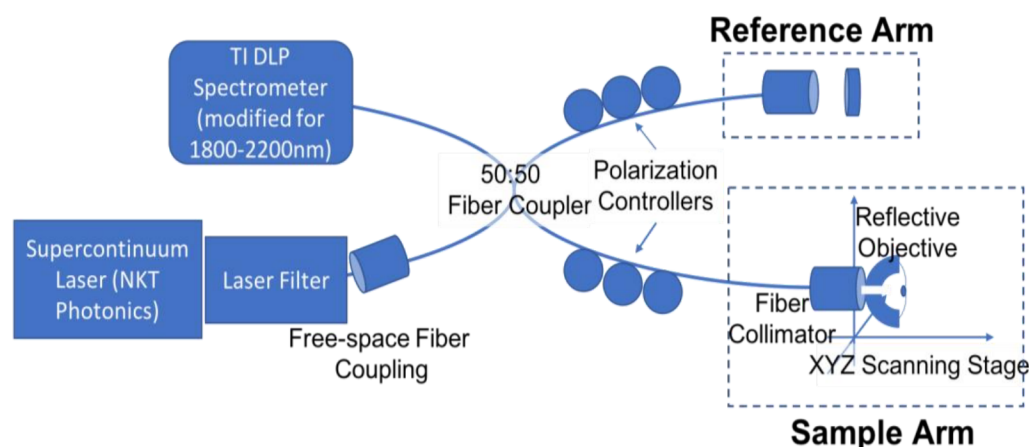 Reference Arm
TI DLP
Spectrometer
(modified for
1800-2200nm)
50:50
Fiber Coupler
Polarization
Controllers
Supercontinuum
Laser (NKT
Photonics)
Laser Filter
Free-space Fiber
Coupling
Reflective
Objective
Fiber
Collimator
XYZ Scanning Stage
Sample Arm